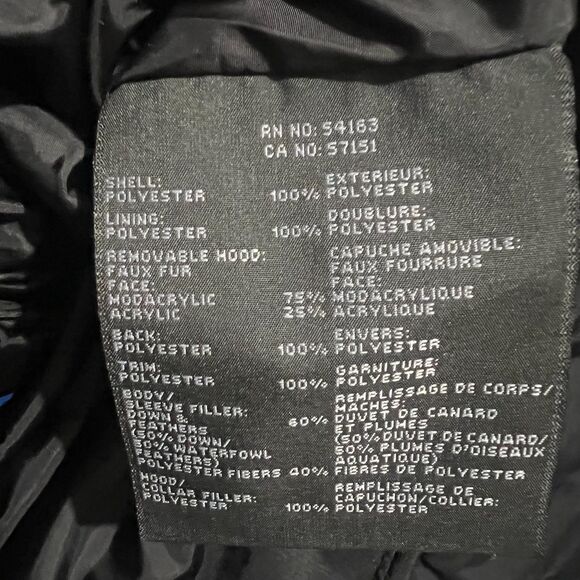 RN NO: 54163
CA NO: 57151
SHELL: EXTERIEUR:
POLYESTER 100% POLYESTER
LINING: DOUBLURE:
POLYESTER 100% POLYESTER
REMOVABLE HOOD: CAPUCHE AMOVIBLE:
FAUX FUR FAUX FOURRURE
FACE: FACE:
MODACRYLIC 75% MODACRYLIQUE
ACRYLIC 25% ACRYLIQUE
BACK: ENVERS:
POLYESTER 100% POLYESTER
TRIM: GARNITURE:
POLYESTER 100% POLYESTER
BODY/ REMPLISSAGE DE CORPS/
SLEEVE FILLER: MACHES:
DOWN & 60% DUVET DE CANARD
FEATHERS ET PLUMES
(50% DOWN/ (50% DUVET DE CANARD/
50% WATERFOWL 50% PLUMES D'OISEAUX
FEATHERS) AQUATIQUE)
POLYESTER FIBERS 40% FIBRES DE POLYESTER
HOOD/ REMPLISSAGE DE
COLLAR FILLER: CAPUCHON/COLLIER:
POLYESTER 100% POLYESTER